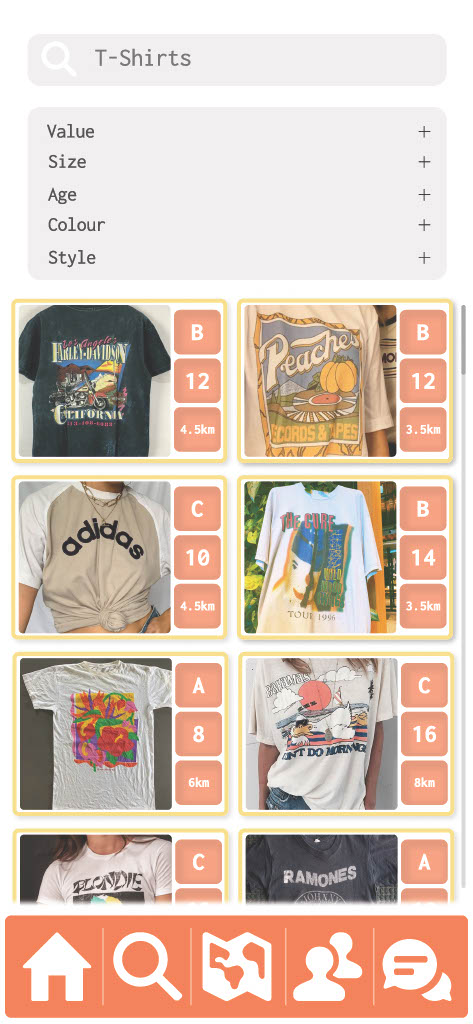 T-Shirts
Value +
Size +
Age +
Colour +
Style +
Los Angeles
HARLEY-DAVIDSON
CALIFORNIA
B
12
4.5km
Peaches
RECORDS & TAPES
B
12
3.5km
adidas
C
10
4.5km
THE CURE
TOUR 1996
B
14
3.5km
A
8
6km
BAHAMAS
DON'T DO MORNINGS
C
16
8km
BLONDIE
C
RAMONES
JOHNNY
A